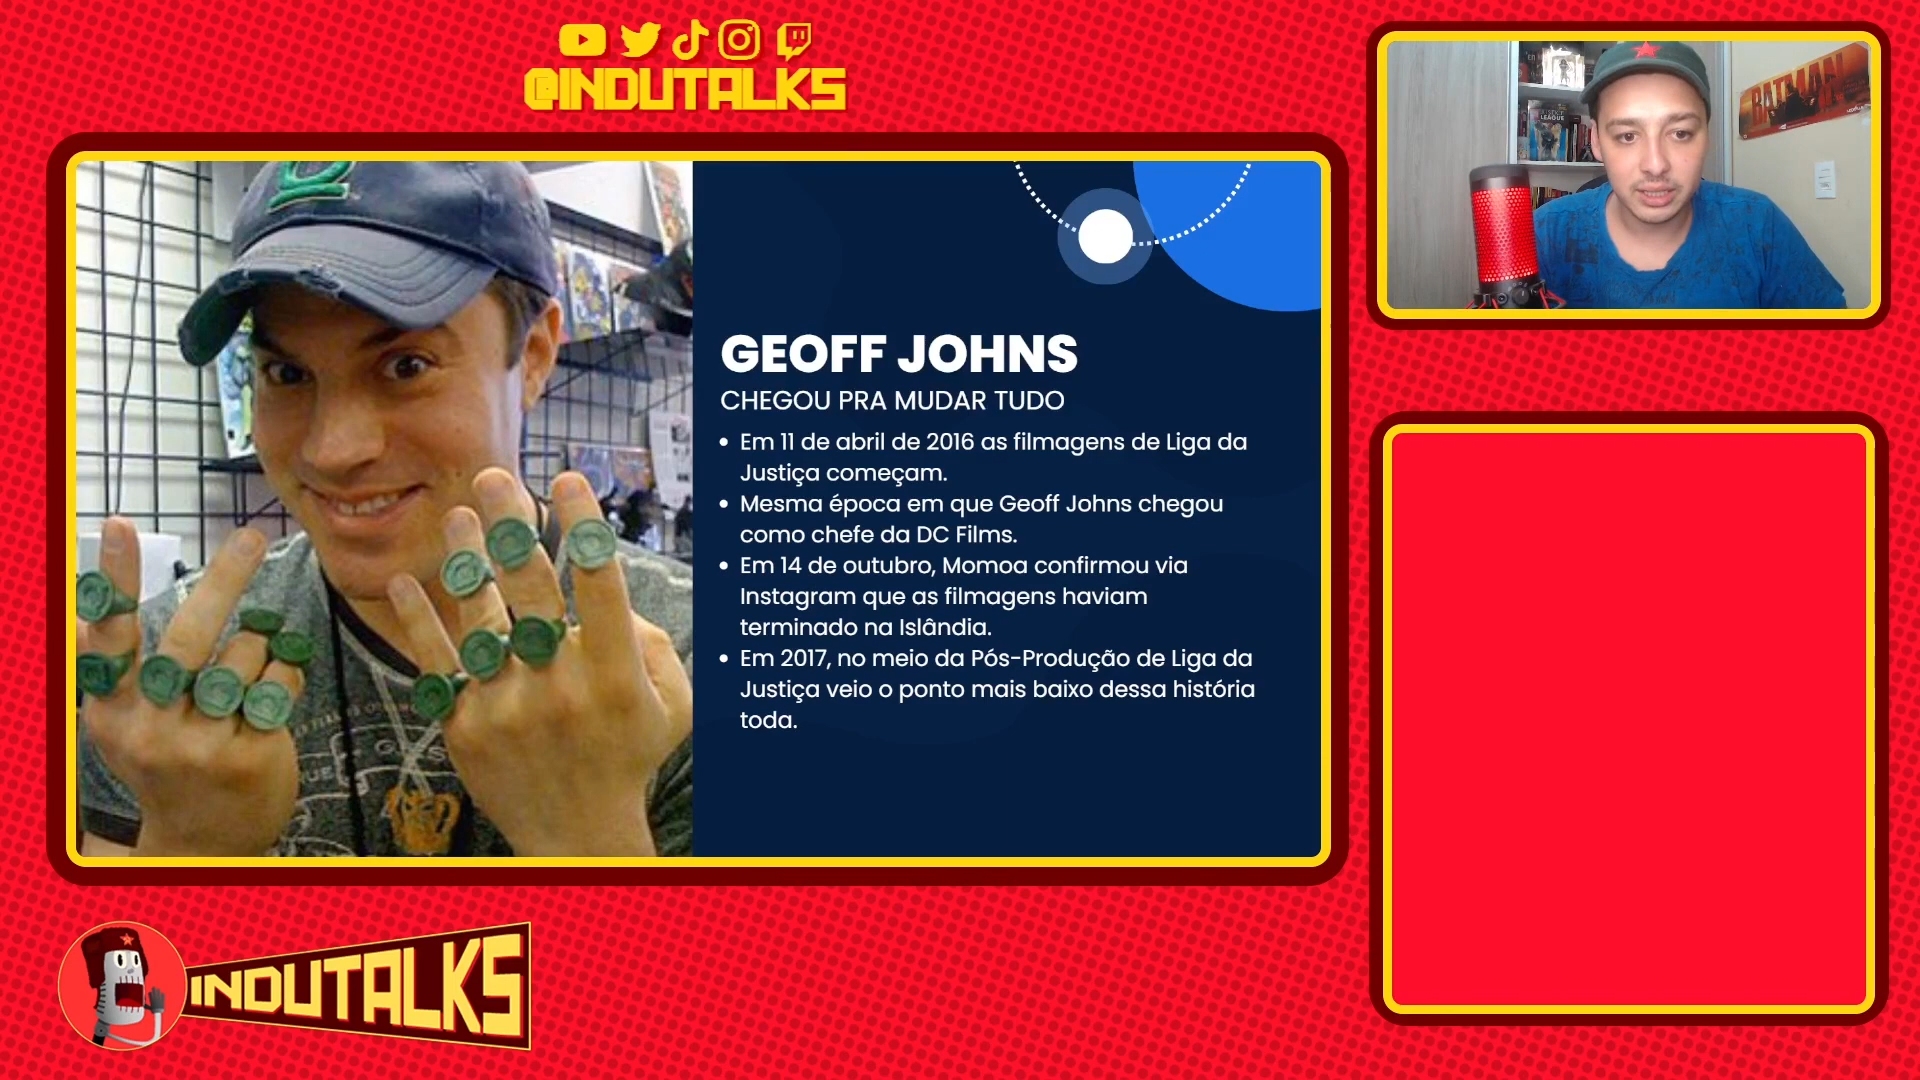 @INDUTALKS
BATMAN
LEAGUE
GEOFF JOHNS
CHEGOU PRA MUDAR TUDO
• Em 11 de abril de 2016 as filmagens de Liga da
Justiça começam.
• Mesma época em que Geoff Johns chegou
como chefe da DC Films.
• Em 14 de outubro, Momoa confirmou via
Instagram que as filmagens haviam
terminado na Islândia.
• Em 2017, no meio da Pós-Produção de Liga da
Justiça veio o ponto mais baixo dessa história
toda.
INDUTALKS